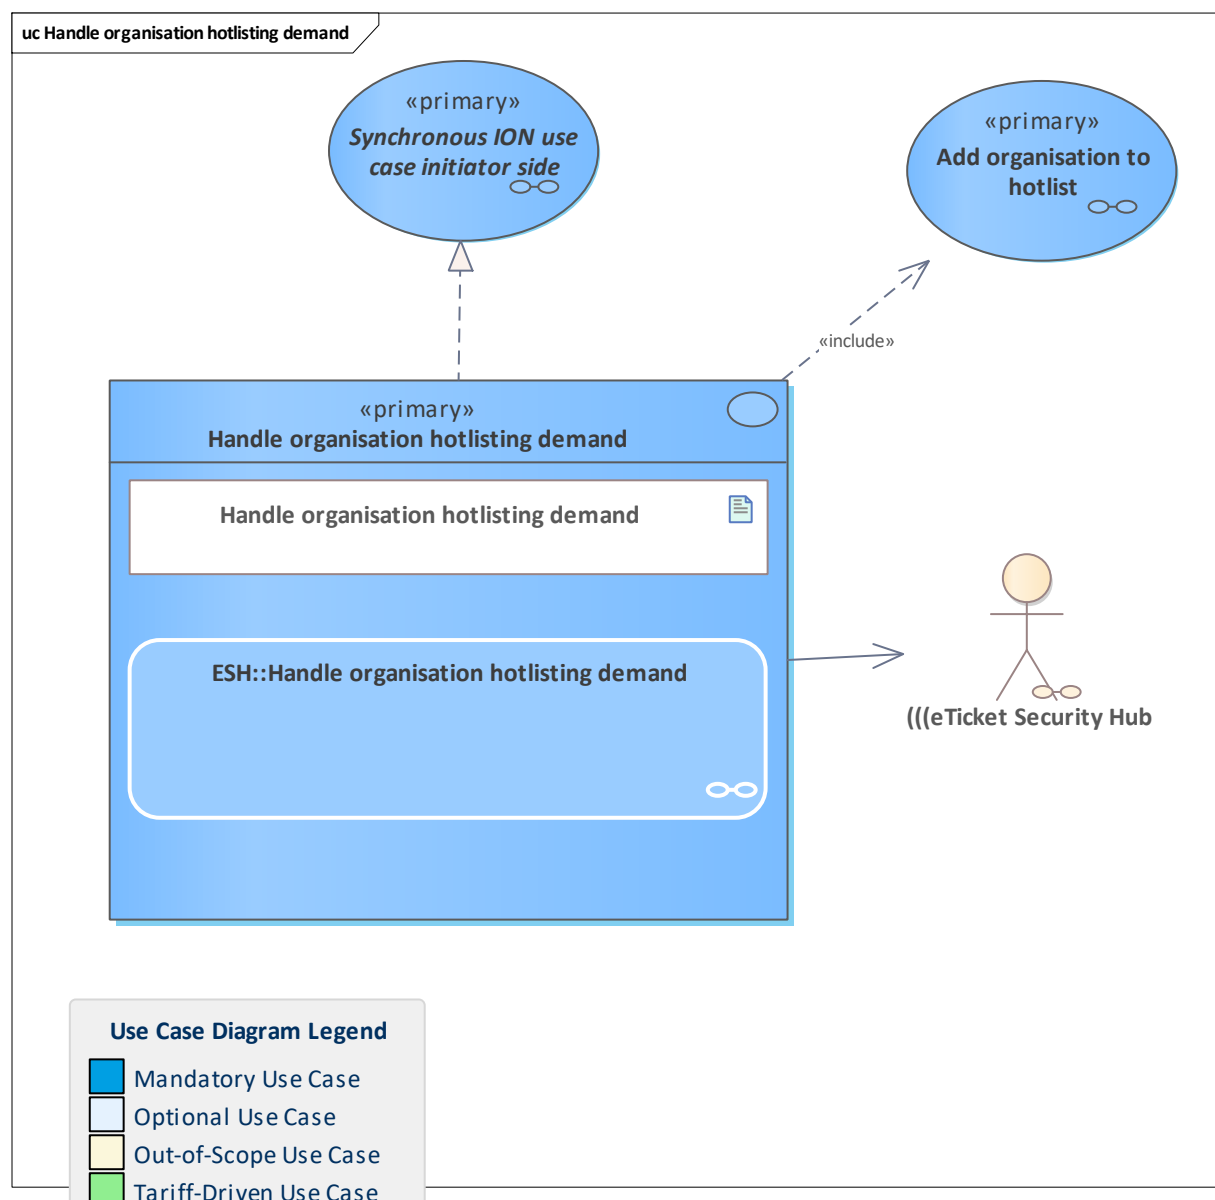 uc Handle organisation hotlisting demand
«primary»
Synchronous ION use
case initiator side
«primary»
Add organisation to
hotlist
«include»
«primary»
Handle organisation hotlisting demand
Handle organisation hotlisting demand
ESH::Handle organisation hotlisting demand
(((eTicket Security Hub
Use Case Diagram Legend
Mandatory Use Case
Optional Use Case
Out-of-Scope Use Case
Tariff-Driven Use Case